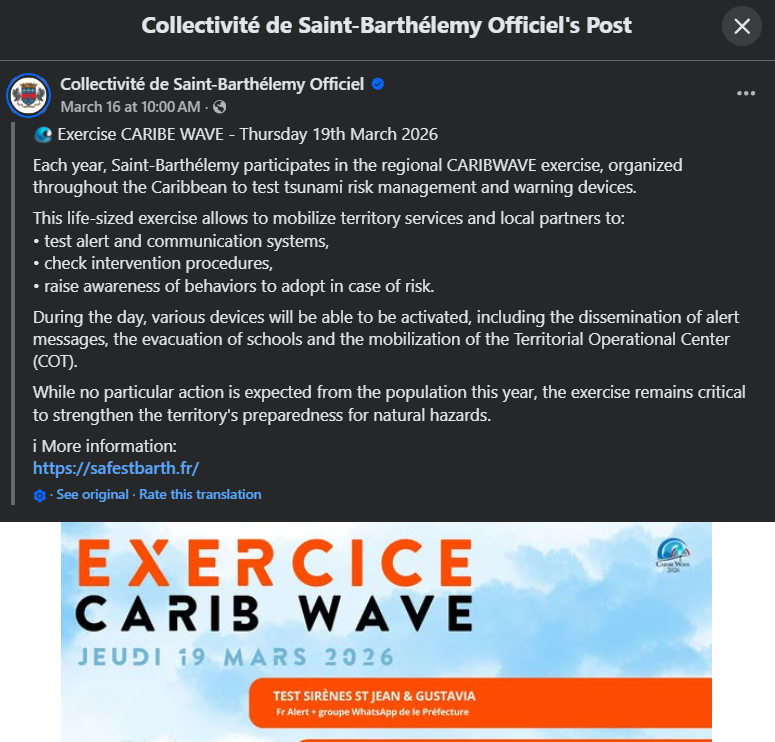 Collectivité de Saint-Barthélemy Officiel's Post
Collectivité de Saint-Barthélemy Officiel
March 16 at 10:00 AM ·
Exercise CARIBE WAVE - Thursday 19th March 2026
Each year, Saint-Barthélemy participates in the regional CARIBWAVE exercise, organized
throughout the Caribbean to test tsunami risk management and warning devices.
This life-sized exercise allows to mobilize territory services and local partners to:
• test alert and communication systems,
• check intervention procedures,
• raise awareness of behaviors to adopt in case of risk.
During the day, various devices will be able to be activated, including the dissemination of alert
messages, the evacuation of schools and the mobilization of the Territorial Operational Center
(COT).
While no particular action is expected from the population this year, the exercise remains critical
to strengthen the territory's preparedness for natural hazards.
i More information:
https://safestbarth.fr/
· See original · Rate this translation
EXERCICE
CARIB WAVE
CARIBE WAVE
2026
JEUDI 19 MARS 2026
TEST SIRÈNES ST JEAN & GUSTAVIA
Fr Alert + groupe WhatsApp de le Préfecture